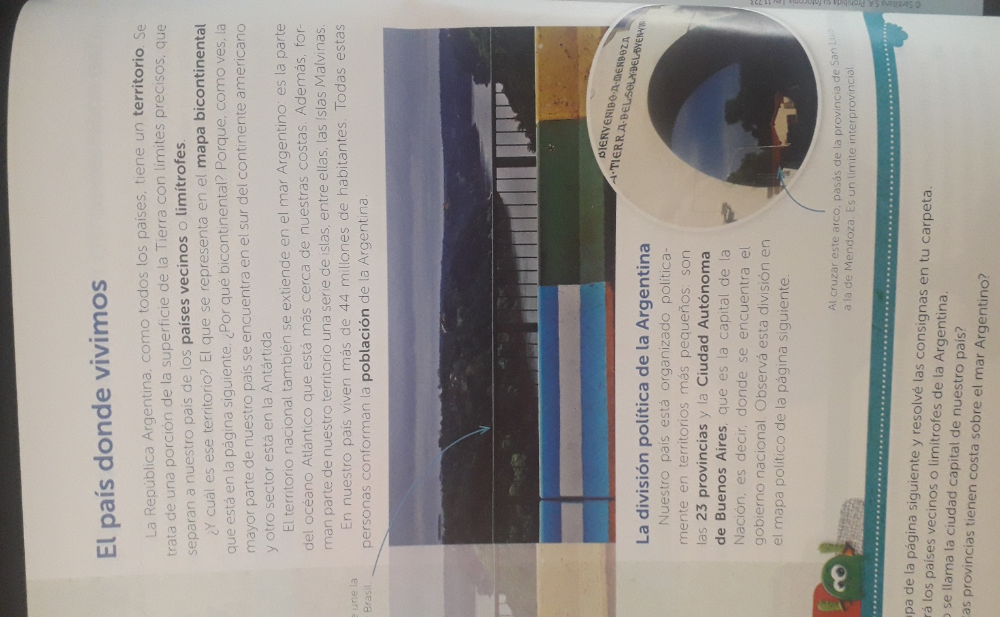 El país donde vivimos
La República Argentina, como todos los países, tiene un territorio. Se
trata de una porción de la superficie de la Tierra con límites precisos, que
separan a nuestro país de los países vecinos o limítrofes.
¿Y cuál es ese territorio? El que se representa en el mapa bicontinental
que está en la página siguiente. ¿Por qué bicontinental? Porque, como ves, la
mayor parte de nuestro país se encuentra en el sur del continente americano
y otro sector está en la Antártida.
El territorio nacional también se extiende en el mar Argentino: es la parte
del océano Atlántico que está más cerca de nuestras costas. Además, for-
man parte de nuestro territorio una serie de islas, entre ellas, las Islas Malvinas.
En nuestro país viven más de 44 millones de habitantes. Todas estas
personas conforman la población de la Argentina.
une la
Brasil.
La división política de la Argentina
Nuestro país está organizado política-
mente en territorios más pequeños: son
las 23 provincias y la Ciudad Autónoma
de Buenos Aires, que es la capital de la
Nación, es decir, donde se encuentra el
gobierno nacional. Observá esta división en
el mapa político de la página siguiente.
BIENVENIDO·A·MENDOZA
TIERRA·DEL·SOL·Y·DEL·BUEN·VIN
Al cruzar este arco, pasás de la provincia de San Luis
a la de Mendoza. Es un límite interprovincial.
pa de la página siguiente y resolvé las consignas en tu carpeta.
rá los países vecinos o limítrofes de la Argentina.
o se llama la ciudad capital de nuestro país?
tas provincias tienen costa sobre el mar Argentino?
© Santillana S.A. Prohibida su fotocopia. Ley 11.723